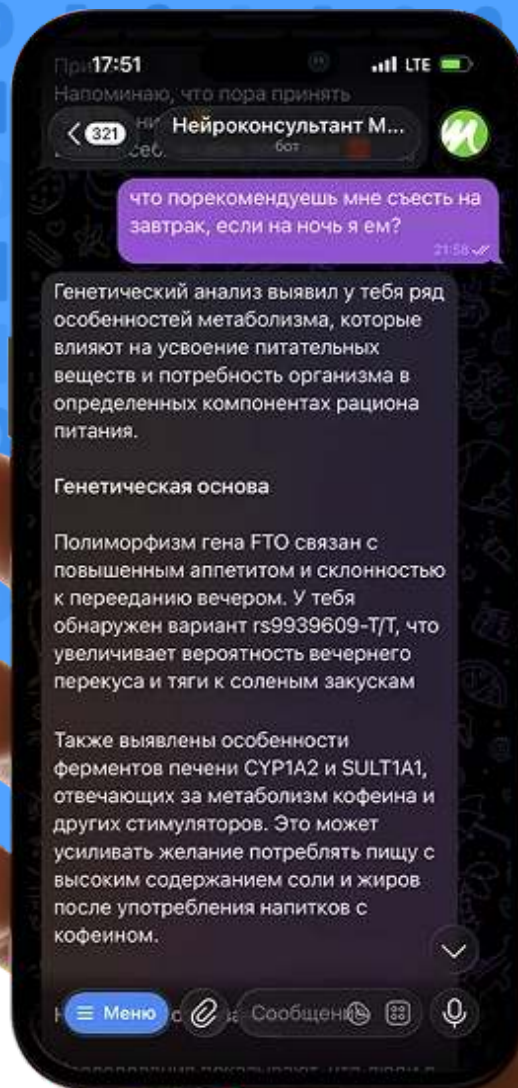 17:51
LTE
Напоминаю, что пора принять
321
Нейроконсультант М...
бот
что порекомендуешь мне съесть на
завтрак, если на ночь я ем?
21:58
Генетический анализ выявил у тебя ряд
особенностей метаболизма, которые
влияют на усвоение питательных
веществ и потребность организма в
определенных компонентах рациона
питания.
Генетическая основа
Полиморфизм гена FTO связан с
повышенным аппетитом и склонностью
к перееданию вечером. У тебя
обнаружен вариант rs9939609-T/T, что
увеличивает вероятность вечернего
перекуса и тяги к соленым закускам
Также выявлены особенности
ферментов печени CYP1A2 и SULT1A1,
отвечающих за метаболизм кофеина и
других стимуляторов. Это может
усиливать желание потреблять пищу с
высоким содержанием соли и жиров
после употребления напитков с
кофеином.
Меню
Сообщение